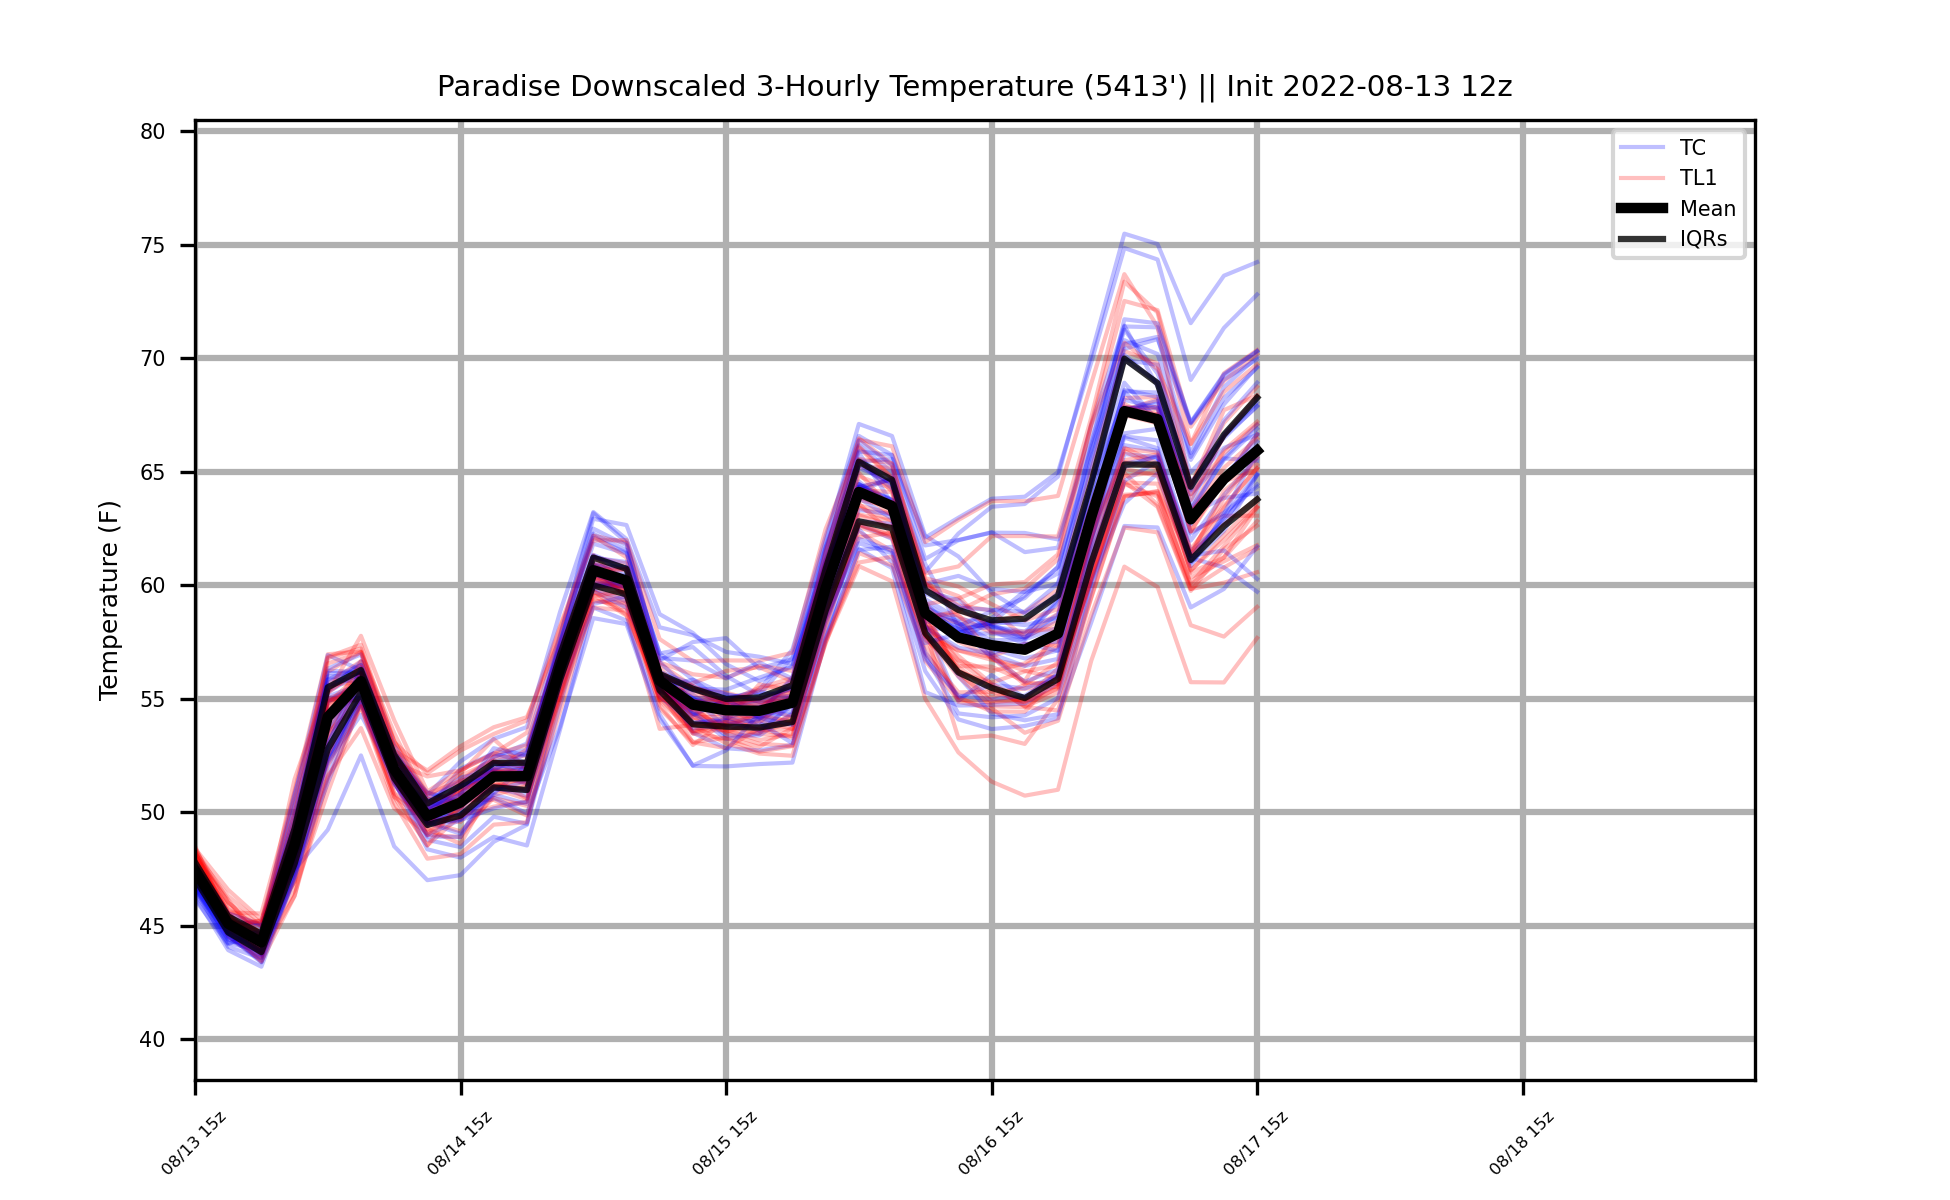 Paradise Downscaled 3-Hourly Temperature (5413') || Init 2022-08-13 12z
TC
TL1
Mean
IQRs
Temperature (F)
80
75
70
65
60
55
50
45
40
08/13 15z
08/14 15z
08/15 15z
08/16 15z
08/17 15z
08/18 15z